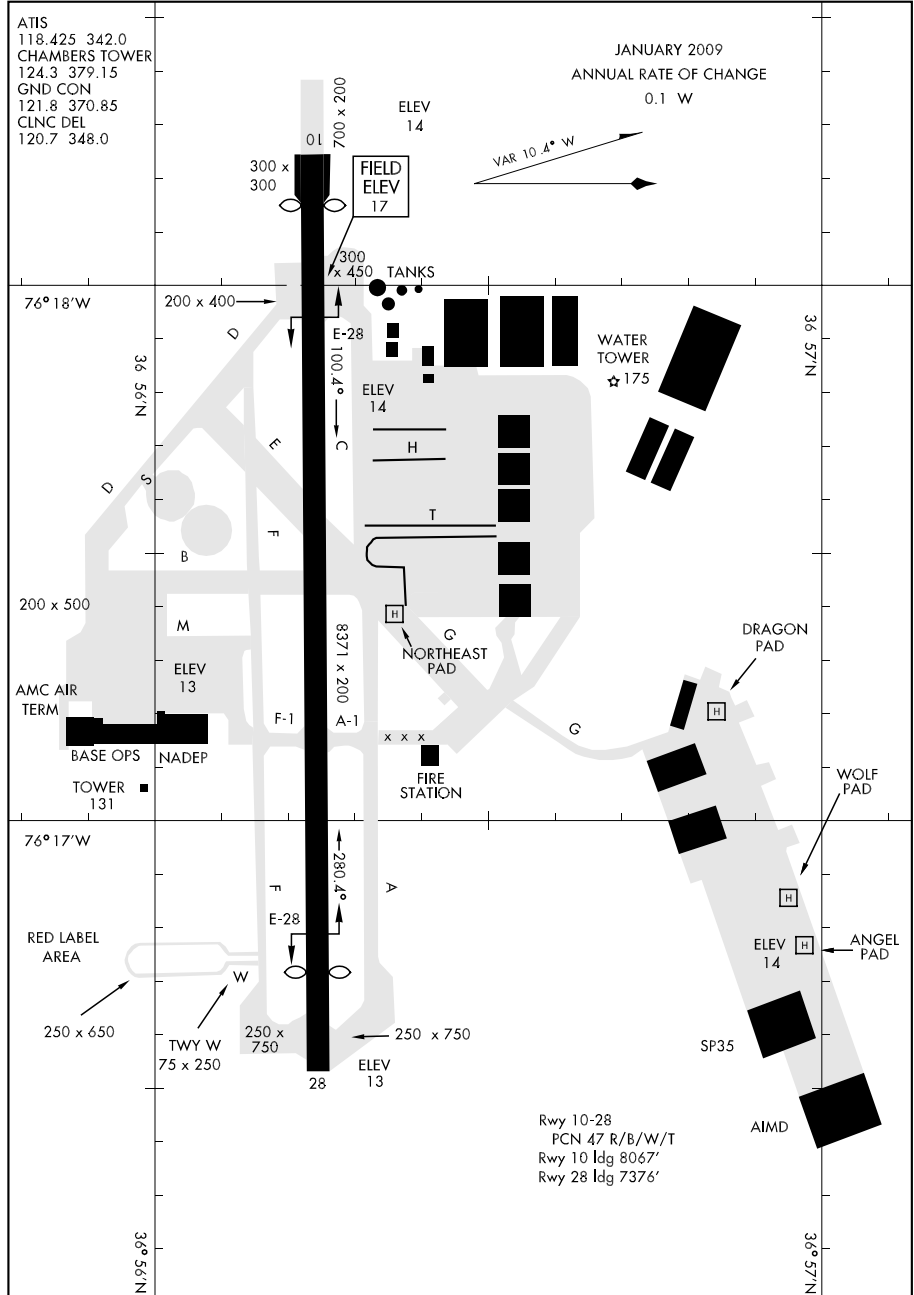 ATIS
118.425 342.0
CHAMBERS TOWER
124.3 379.15
GND CON
121.8 370.85
CLNC DEL
120.7 348.0
JANUARY 2009
ANNUAL RATE OF CHANGE
0.1 W
VAR 10.4° W
ELEV
14
700 x 200
10
300 x
300
FIELD
ELEV
17
300
x 450
TANKS
76° 18'W
200 x 400
D
E-28
100.4°
C
36 56'N
36 57'N
WATER
TOWER
175
ELEV
14
E
H
D
S
T
F
B
200 x 500
M
H
NORTHEAST
PAD
G
8371 x 200
DRAGON
PAD
H
ELEV
13
AMC AIR
TERM
F-1
A-1
x x x
G
BASE OPS
NADEP
FIRE
STATION
TOWER
131
WOLF
PAD
76° 17'W
280.4°
F
A
H
E-28
RED LABEL
AREA
ELEV
14
H
ANGEL
PAD
W
250 x 650
TWY W
75 x 250
250 x
750
250 x 750
SP35
ELEV
13
28
Rwy 10-28
PCN 47 R/B/W/T
Rwy 10 ldg 8067'
Rwy 28 ldg 7376'
AIMD
36° 56'N
36° 57'N